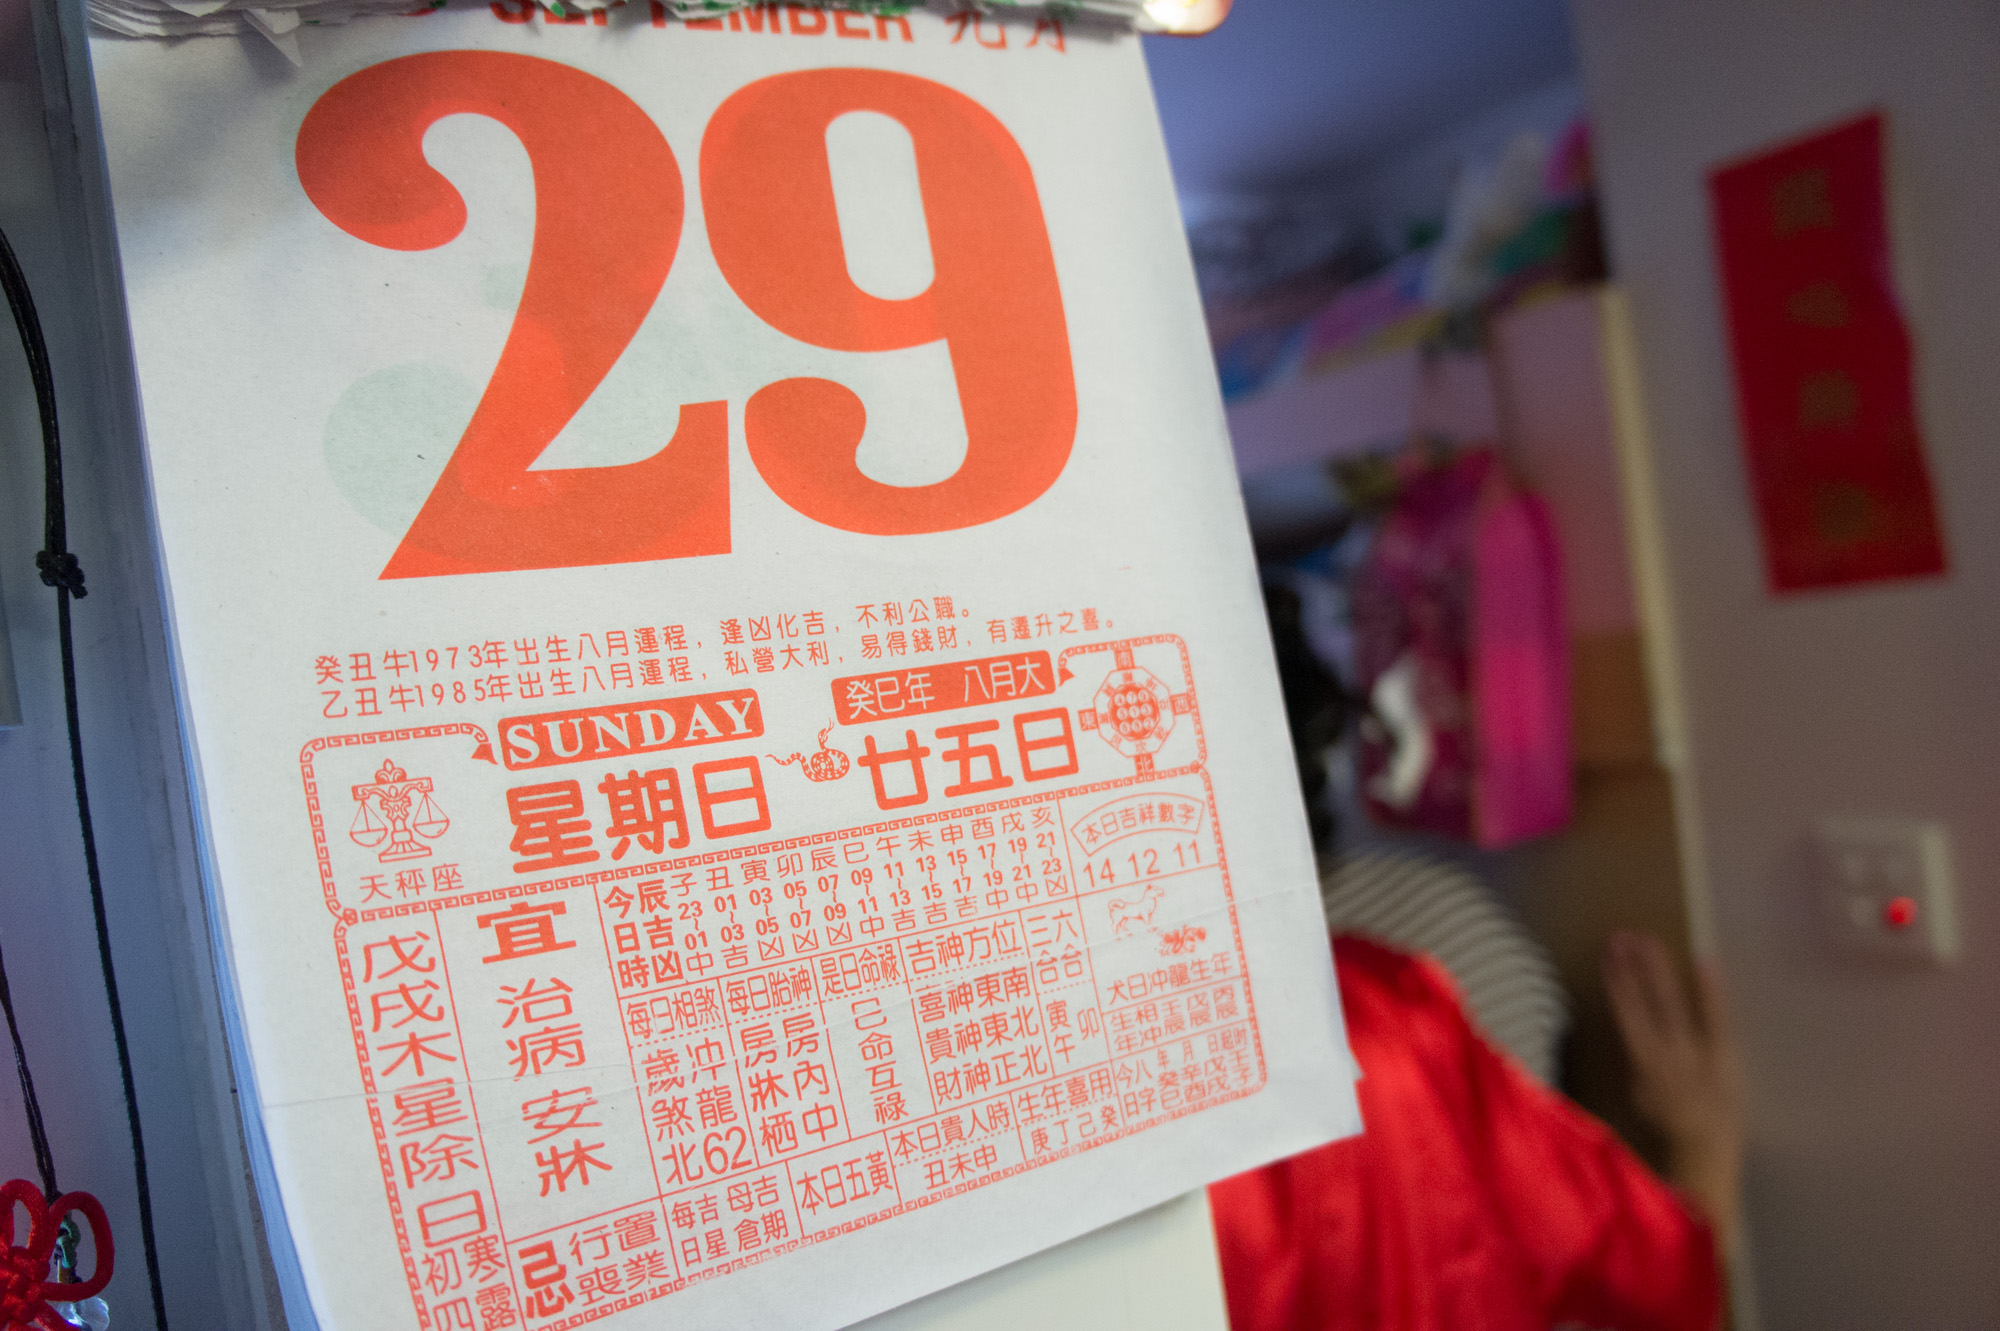 SEPTEMBER 九月
29
癸丑牛1973年出生八月運程，逢凶化吉，不利公職。
乙丑牛1985年出生八月運程，私營大利，易得錢財，有遷升之喜。
SUNDAY
星期日
癸巳年 八月大
廿五日
天秤座
戊戌木星除日
初四 寒露
宜
治病 安牀
忌
行喪 置業
今日時 辰吉凶
子 丑 寅 卯 辰 巳 午 未 申 酉 戌 亥
23 01 03 05 07 09 11 13 15 17 19 21
01 03 05 07 09 11 13 15 17 19 21 23
中 吉 凶 凶 凶 中 吉 吉 吉 中 中 凶
本日吉祥數字
14 12 11
每日相煞
歲煞北 冲龍62
每日胎神
房牀栖 房內中
是日命祿
己命互祿
吉神方位
喜神東南
貴神東北
財神正北
三合 六合
寅午 卯
犬日沖龍生年
生年 相冲 壬辰 戊辰 丙辰
今日 八字 年癸巳 月辛酉 日戊戌 起時壬子
每日 吉星 母倉 吉期
本日五黃
本日貴人時
丑未申
生年喜用
庚丁己癸